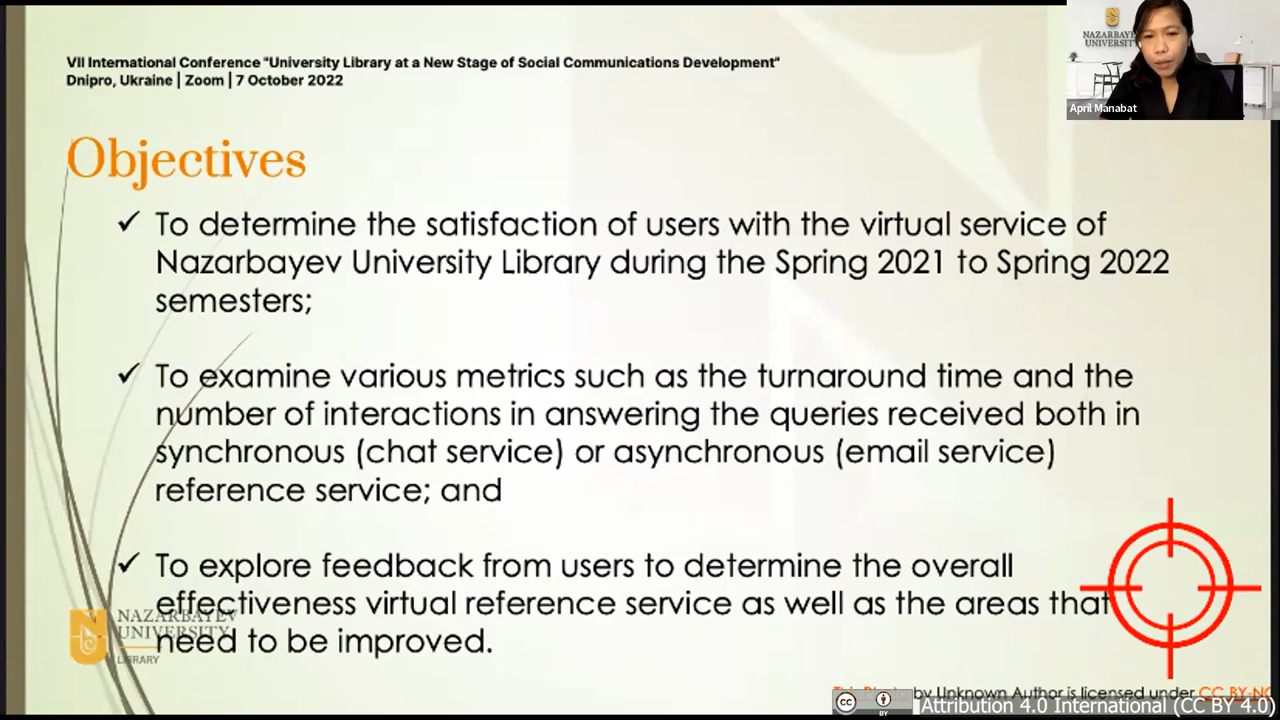 VII International Conference "University Library at a New Stage of Social Communications Development"
Dnipro, Ukraine | Zoom | 7 October 2022
NAZARBAYEV
UNIVERSITY
April Manabat
Objectives
✓ To determine the satisfaction of users with the virtual service of
Nazarbayev University Library during the Spring 2021 to Spring 2022
semesters;
✓ To examine various metrics such as the turnaround time and the
number of interactions in answering the queries received both in
synchronous (chat service) or asynchronous (email service)
reference service; and
✓ To explore feedback from users to determine the overall
effectiveness virtual reference service as well as the areas that
need to be improved.
NAZARBAYEV
UNIVERSITY
LIBRARY
by Unknown Author is licensed under CC BY-NC
cc BY Attribution 4.0 International (CC BY 4.0)